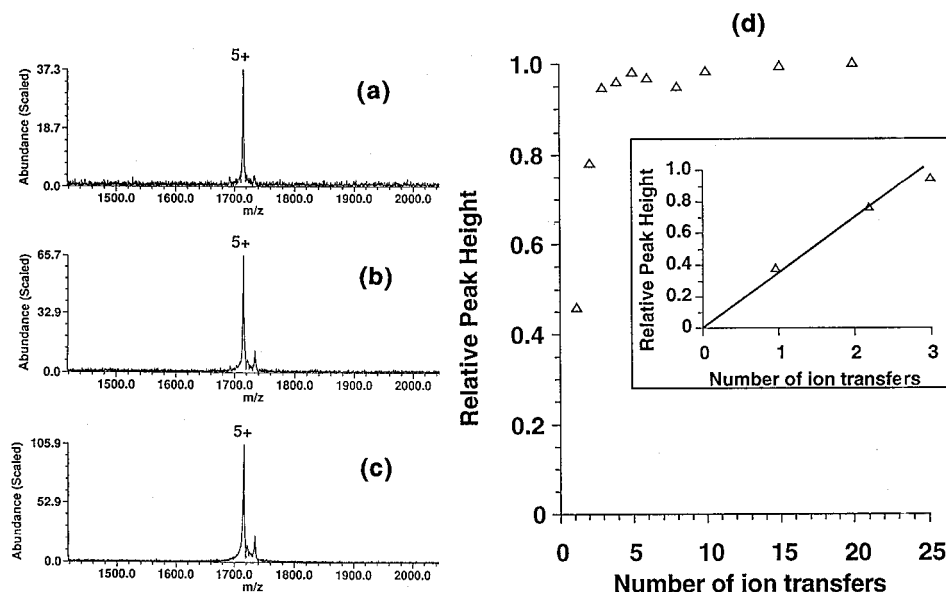 5+
37.3
18.7
0.0
Abundance (Scaled)
(a)
1500.0 1600.0 1700.0 1800.0 1900.0 2000.0
m/z
5+
65.7
32.9
0.0
Abundance (Scaled)
(b)
1500.0 1600.0 1700.0 1800.0 1900.0 2000.0
m/z
5+
105.9
52.9
0.0
Abundance (Scaled)
(c)
1500.0 1600.0 1700.0 1800.0 1900.0 2000.0
m/z
(d)
1.0
0.8
0.6
0.4
0.2
0
Relative Peak Height
0 5 10 15 20 25
Number of ion transfers
1.0
0.8
0.6
0.4
0.2
0
Relative Peak Height
0 1 2 3
Number of ion transfers